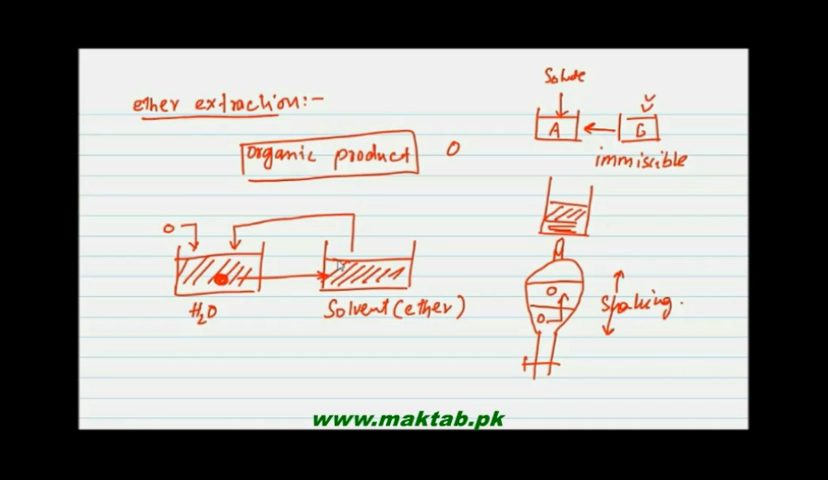 ether extraction:-
organic product O
Solute
A
G
immiscible
O
H2O
Solvent (ether)
O
O
Shaking.
www.maktab.pk